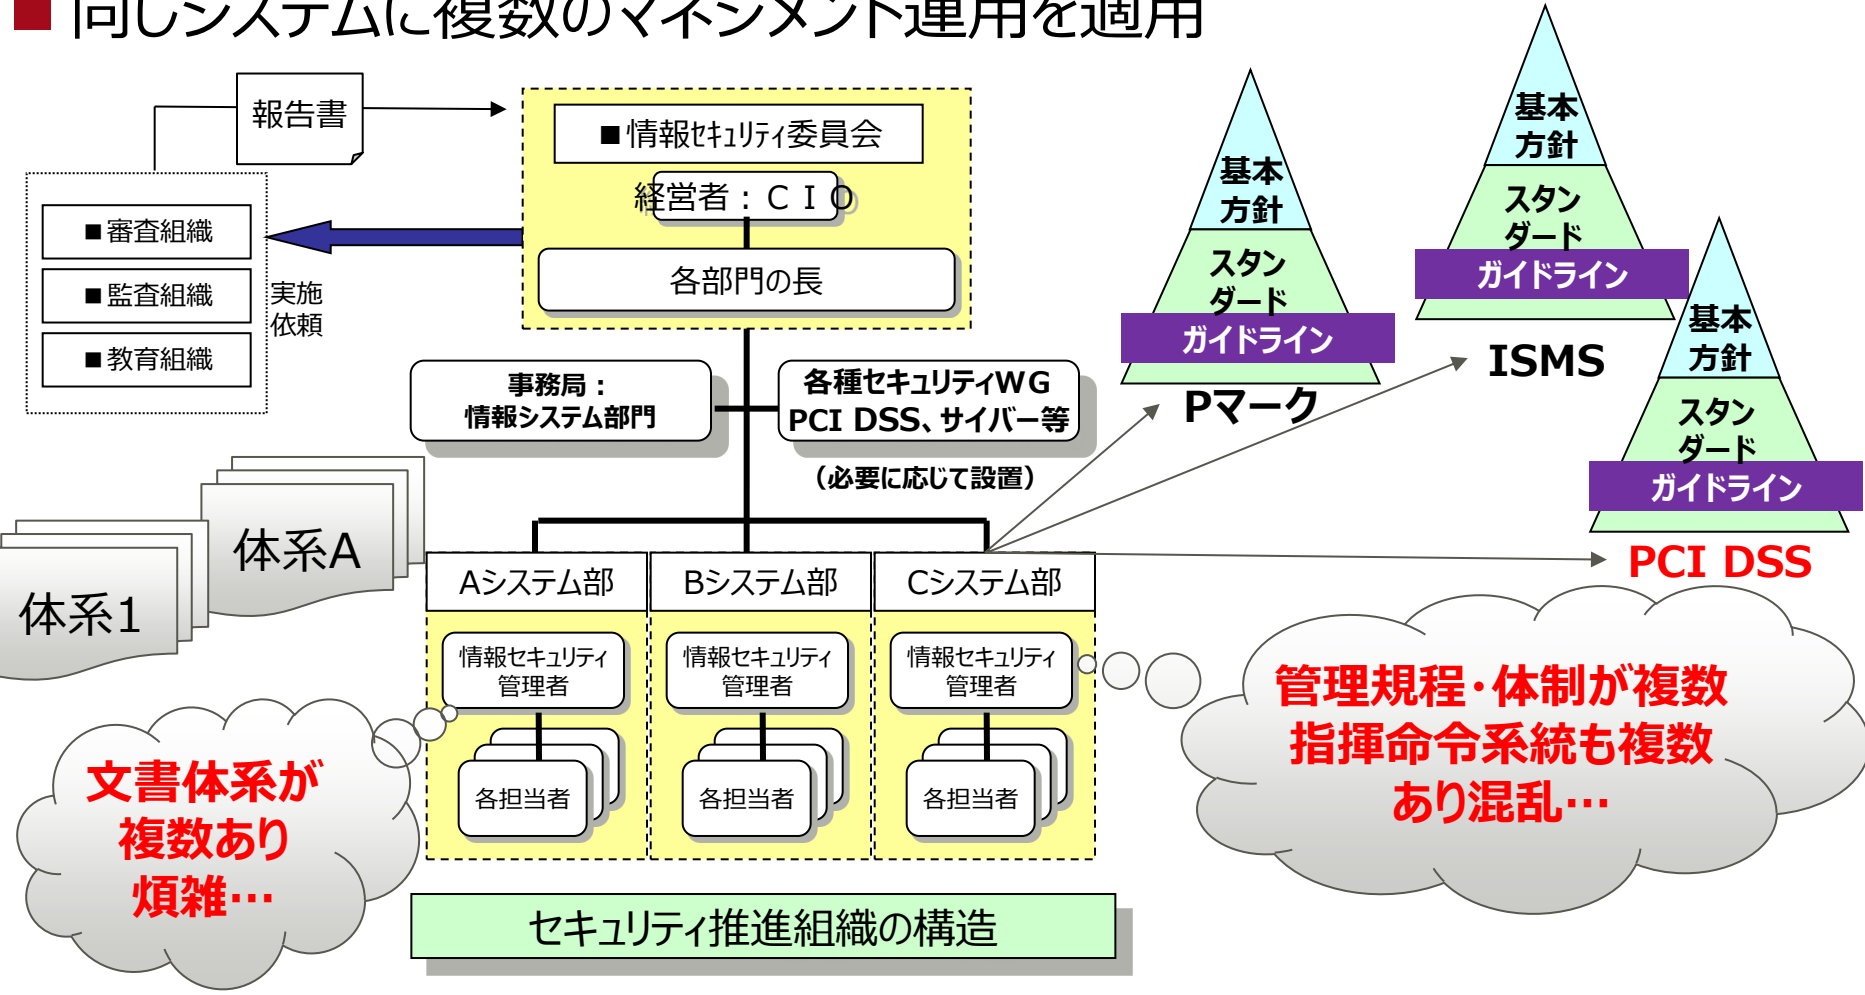 ■ 同じシステムに複数のマネジメント運用を適用
報告書
■情報ｾｷｭﾘﾃｨ委員会
経営者：ＣＩＯ
各部門の長
■審査組織
■監査組織
■教育組織
実施
依頼
事務局：
情報システム部門
各種セキュリティWG
PCI DSS、サイバー等
（必要に応じて設置）
基本
方針
スタン
ダード
ガイドライン
Pマーク
基本
方針
スタン
ダード
ガイドライン
ISMS
基本
方針
スタン
ダード
ガイドライン
PCI DSS
体系A
体系1
Aシステム部
情報セキュリティ
管理者
各担当者
Bシステム部
情報セキュリティ
管理者
各担当者
Cシステム部
情報セキュリティ
管理者
各担当者
文書体系が
複数あり
煩雑…
管理規程・体制が複数
指揮命令系統も複数
あり混乱…
セキュリティ推進組織の構造